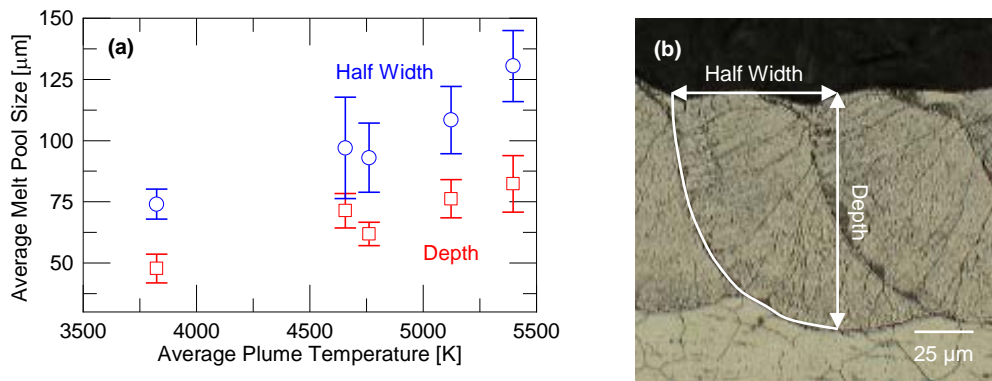 (a)
Half Width
Depth
Average Melt Pool Size [μm]
150
125
100
75
50
3500 4000 4500 5000 5500
Average Plume Temperature [K]
(b)
Half Width
Depth
25 μm